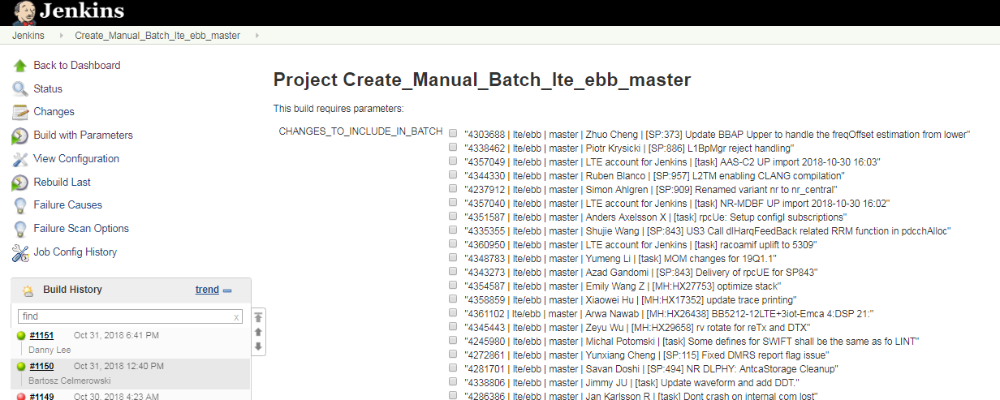 Jenkins
Jenkins Create_Manual_Batch_lte_ebb_master
Back to Dashboard
Status
Changes
Build with Parameters
View Configuration
Rebuild Last
Failure Causes
Failure Scan Options
Job Config History
Build History trend
find x
#1151 Oct 31, 2018 6:41 PM
Danny Lee
#1150 Oct 31, 2018 12:40 PM
Bartosz Celmerowski
#1149 Oct 30, 2018 4:23 AM
Project Create_Manual_Batch_lte_ebb_master
This build requires parameters:
CHANGES_TO_INCLUDE_IN_BATCH
"4303688 | lte/ebb | master | Zhuo Cheng | [SP:373] Update BBAP Upper to handle the freqOffset estimation from lower"
"4338462 | lte/ebb | master | Piotr Krysicki | [SP:886] L1BpMgr reject handling"
"4357049 | lte/ebb | master | LTE account for Jenkins | [task] AAS-C2 UP import 2018-10-30 16:03"
"4344330 | lte/ebb | master | Ruben Blanco | [SP:957] L2TM enabling CLANG compilation"
"4237912 | lte/ebb | master | Simon Ahlgren | [SP:909] Renamed variant nr to nr_central"
"4357040 | lte/ebb | master | LTE account for Jenkins | [task] NR-MDBF UP import 2018-10-30 16:02"
"4351587 | lte/ebb | master | Anders Axelsson X | [task] rpcUe: Setup configI subscriptions"
"4335355 | lte/ebb | master | Shujie Wang | [SP:843] US3 Call dlHarqFeedBack related RRM function in pdcchAlloc"
"4360950 | lte/ebb | master | LTE account for Jenkins | [task] racoamif uplift to 5309"
"4348783 | lte/ebb | master | Yumeng Li | [task] MOM changes for 19Q1.1"
"4343273 | lte/ebb | master | Azad Gandomi | [SP:843] Delivery of rpcUE for SP843"
"4354587 | lte/ebb | master | Emily Wang Z | [MH:HX27753] optimize stack"
"4358859 | lte/ebb | master | Xiaowei Hu | [MH:HX17352] update trace printing"
"4361102 | lte/ebb | master | Arwa Nawab | [MH:HX26438] BB5212-12LTE+3iot-Emca 4:DSP 21:"
"4345443 | lte/ebb | master | Zeyu Wu | [MH:HX29658] rv rotate for reTx and DTX"
"4245980 | lte/ebb | master | Michal Potomski | [task] Some defines for SWIFT shall be the same as fo LINT"
"4272861 | lte/ebb | master | Yunxiang Cheng | [SP:115] Fixed DMRS report flag issue"
"4281701 | lte/ebb | master | Savan Doshi | [SP:494] NR DLPHY: AntcaStorage Cleanup"
"4338806 | lte/ebb | master | Jimmy JU | [task] Update waveform and add DDT."
"4286386 | lte/ebb | master | Jan Karlsson R | [task] Dont crash on internal com lost"